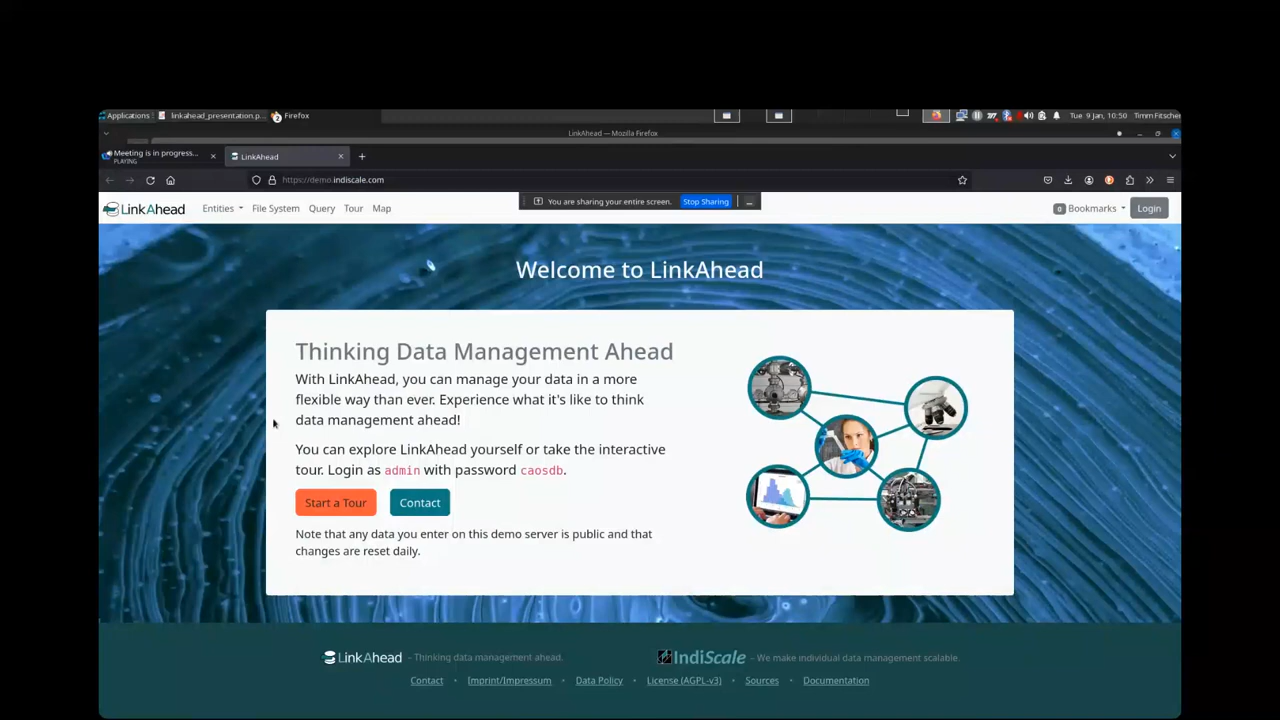 Applications
linkahead_presentation.p...
Firefox
Tue 9 Jan, 10:50
Timm Fitscher
LinkAhead — Mozilla Firefox
Meeting is in progress...
PLAYING
LinkAhead
https://demo.indiscale.com
LinkAhead
Entities
File System
Query
Tour
Map
You are sharing your entire screen.
Stop Sharing
0 Bookmarks
Login
Welcome to LinkAhead
Thinking Data Management Ahead
With LinkAhead, you can manage your data in a more
flexible way than ever. Experience what it's like to think
data management ahead!
You can explore LinkAhead yourself or take the interactive
tour. Login as admin with password caosdb.
Start a Tour
Contact
Note that any data you enter on this demo server is public and that
changes are reset daily.
LinkAhead - Thinking data management ahead.
IndiScale - We make individual data management scalable.
Contact • Imprint/Impressum • Data Policy • License (AGPL-v3) • Sources • Documentation